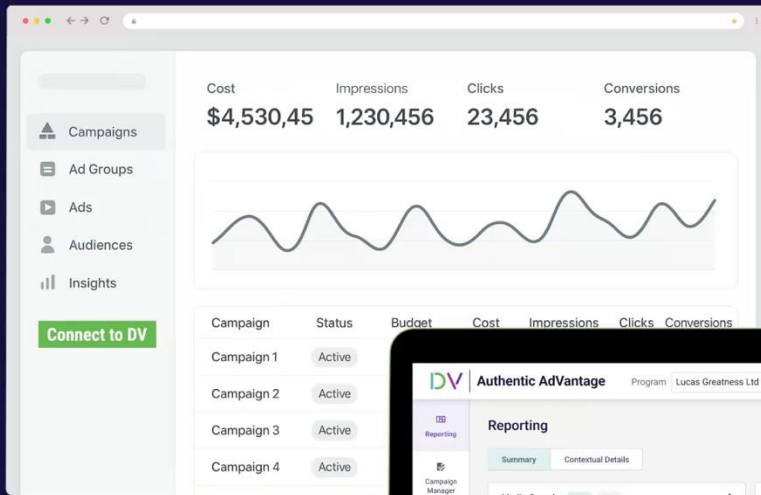 Cost Impressions Clicks Conversions
$4,530,45 1,230,456 23,456 3,456
Campaigns
Ad Groups
Ads
Audiences
Insights
Connect to DV
Campaign Status Budget Cost Impressions Clicks Conversions
Campaign 1 Active
Campaign 2 Active
Campaign 3 Active
Campaign 4 Active
DV Authentic AdVantage Program Lucas Greatness Ltd
Reporting
Reporting
Summary Contextual Details
Campaign
Manager